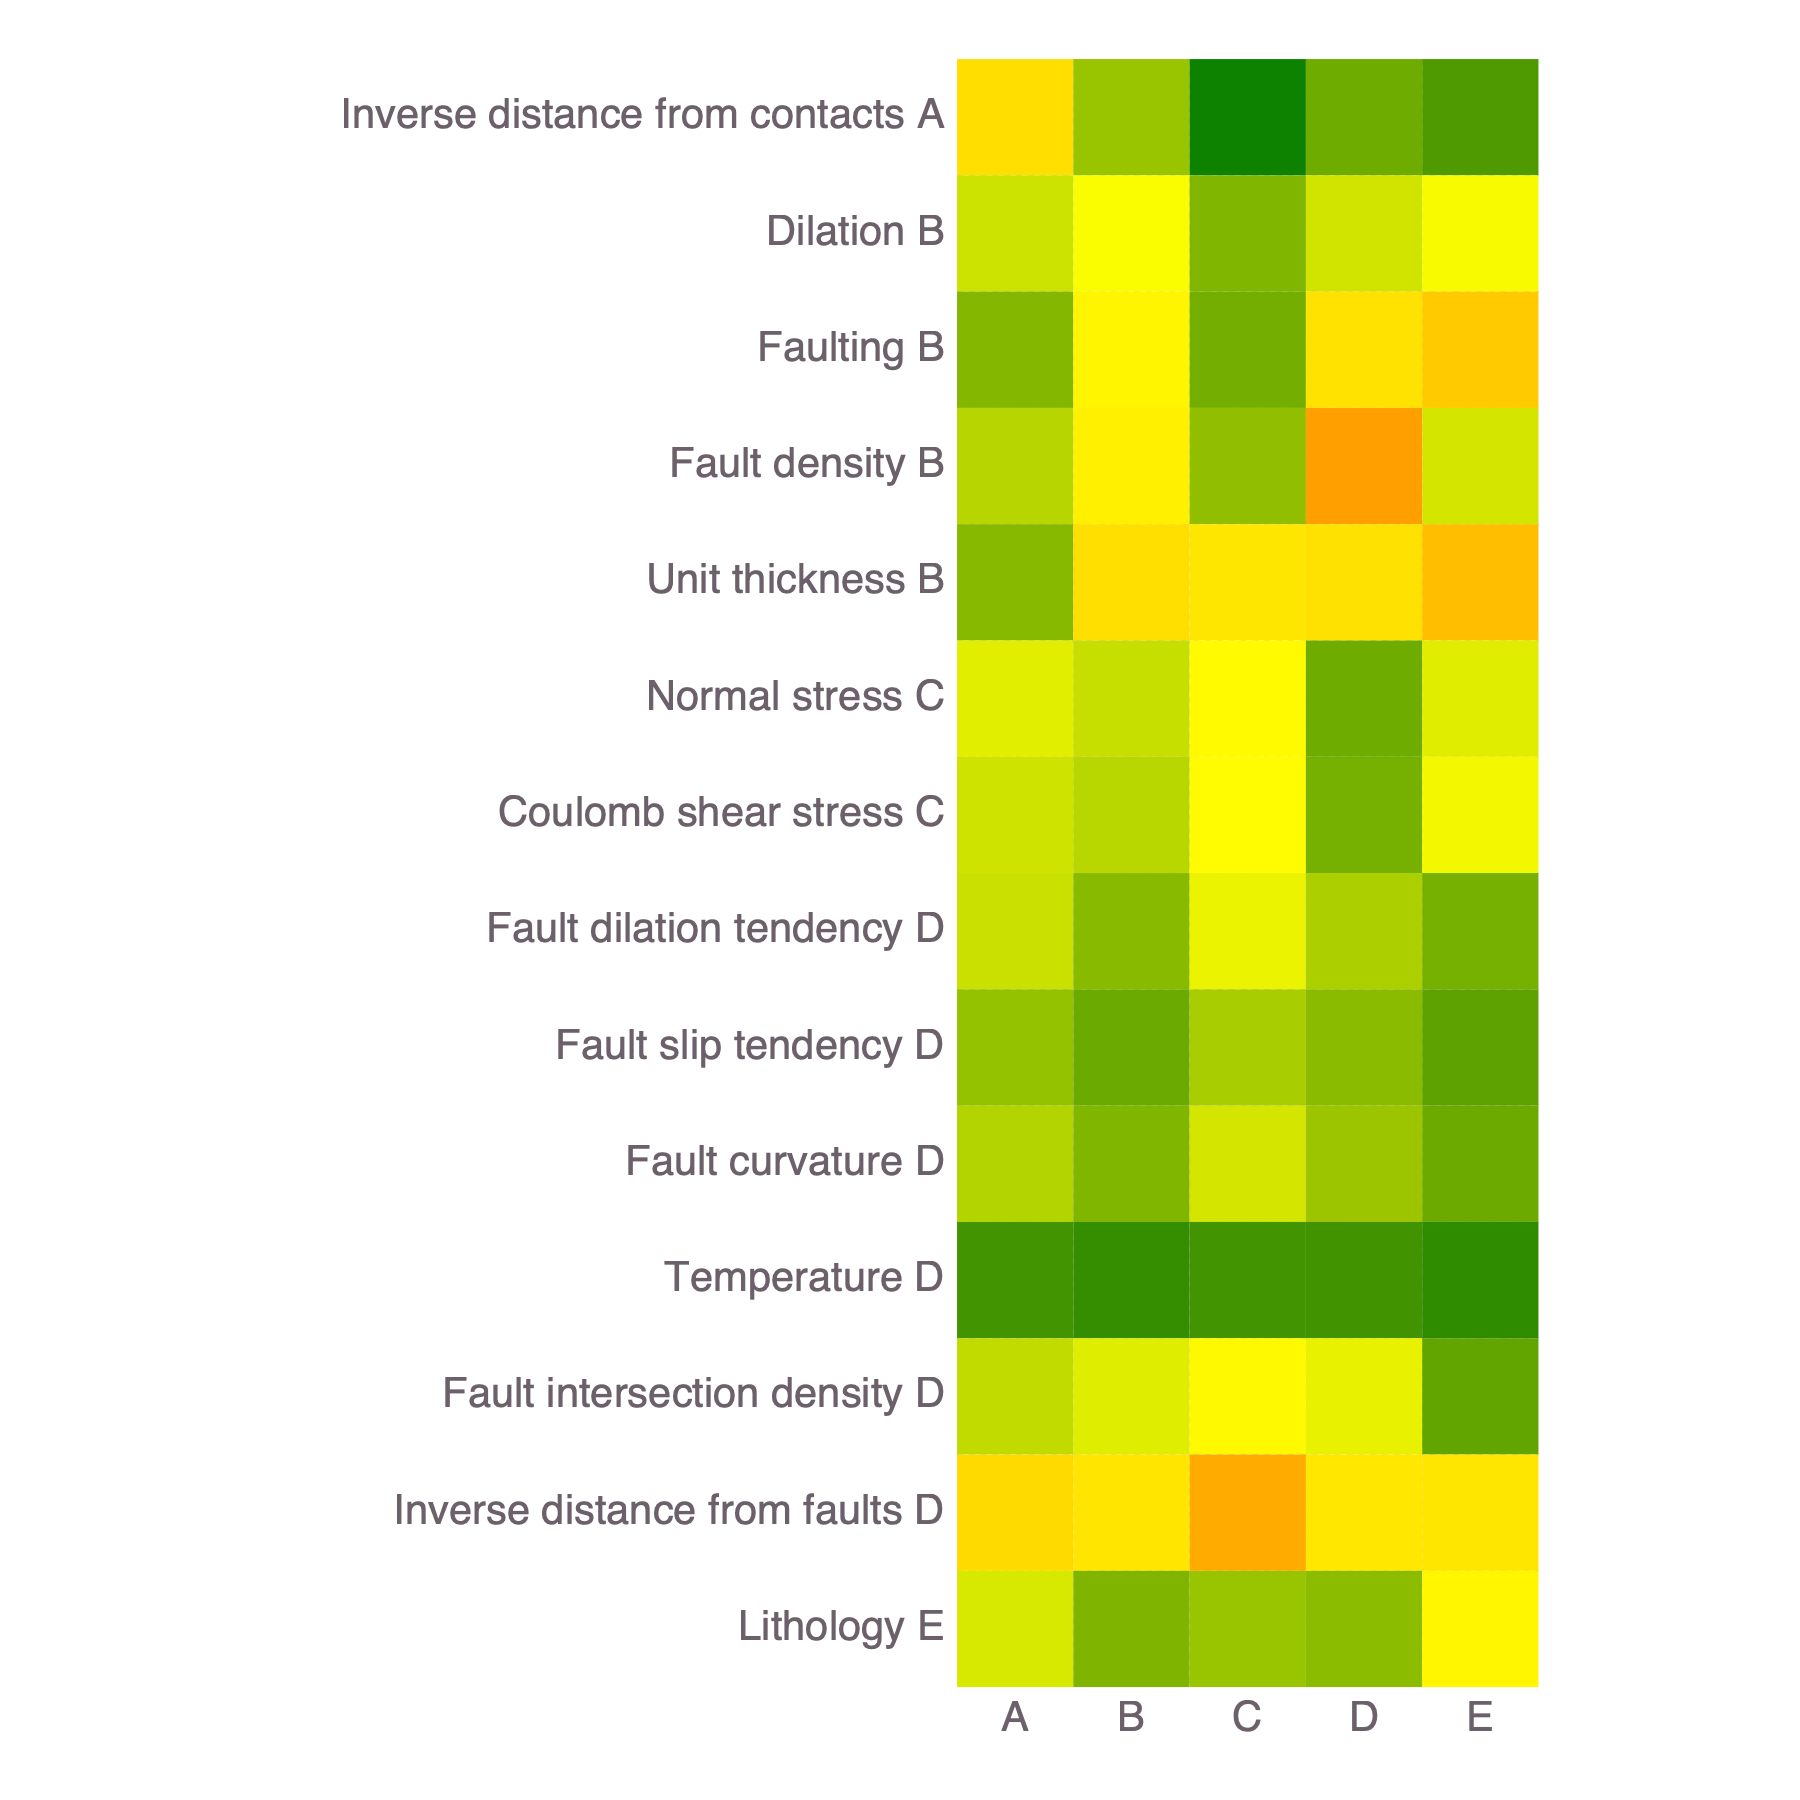 Inverse distance from contacts A
Dilation B
Faulting B
Fault density B
Unit thickness B
Normal stress C
Coulomb shear stress C
Fault dilation tendency D
Fault slip tendency D
Fault curvature D
Temperature D
Fault intersection density D
Inverse distance from faults D
Lithology E
A B C D E